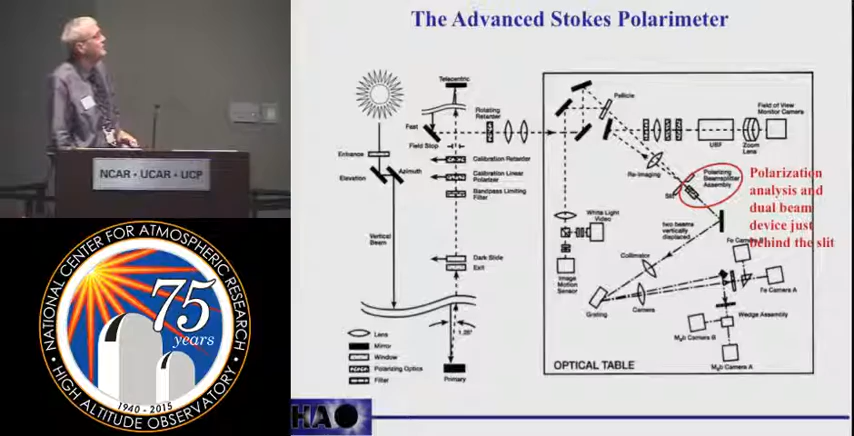 The Advanced Stokes Polarimeter
NCAR • UCAR • UCP
NATIONAL CENTER FOR ATMOSPHERIC RESEARCH
75
years
1940 - 2015
HIGH ALTITUDE OBSERVATORY
Telecentric
Rotating
Retarder
Fast
Field Stop
Entrance
Elevation
Azimuth
Calibration Retarder
Calibration Linear
Polarizer
Bandpass Limiting
Filter
Vertical
Beam
Dark Slide
Exit
Primary
Lens
Mirror
Window
Polarizing Optics
Filter
Pellicle
Field of View
Monitor Camera
UBF
Zoom
Lens
Re-imaging
Polarizing
Beamsplitter
Assembly
Slit
Polarization
analysis and
dual beam
device just
behind the slit
White Light
Video
two beams
vertically
displaced
Image
Motion
Sensor
Collimator
Grating
Camera
Fe Camera A
Wedge Assembly
Mgb Camera B
Mgb Camera A
OPTICAL TABLE
HAO